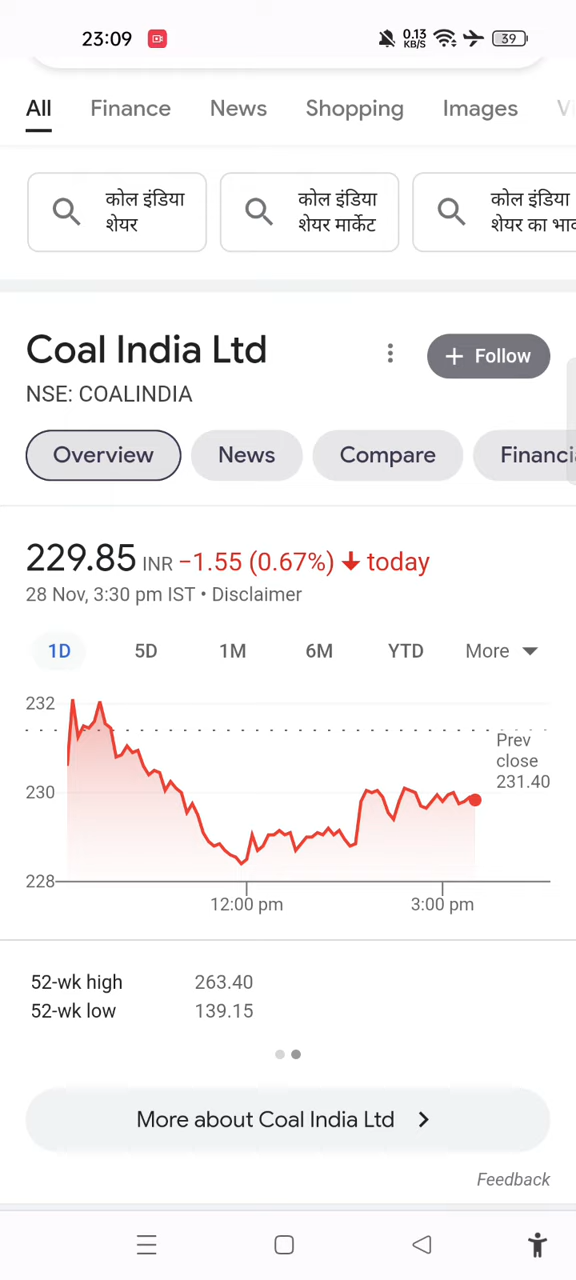 23:09
0.13
KB/S
39
All Finance News Shopping Images
कोल इंडिया
शेयर
कोल इंडिया
शेयर मार्केट
कोल इंडिया
शेयर का भाव
Coal India Ltd
+ Follow
NSE: COALINDIA
Overview News Compare Financi
229.85 INR −1.55 (0.67%) ↓ today
28 Nov, 3:30 pm IST • Disclaimer
1D 5D 1M 6M YTD More
232
Prev
close
231.40
230
228
12:00 pm 3:00 pm
52-wk high 263.40
52-wk low 139.15
More about Coal India Ltd >
Feedback